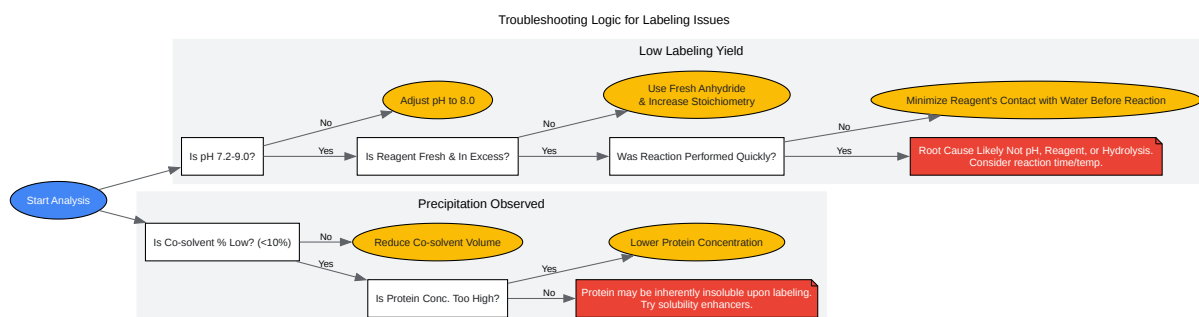 Troubleshooting Logic for Labeling Issues
Low Labeling Yield
Use Fresh Anhydride
& Increase Stoichiometry
Adjust pH to 8.0
Minimize Reagent's Contact with Water Before Reaction
No
No
No
Is pH 7.2-9.0?
Yes
Is Reagent Fresh & In Excess?
Yes
Was Reaction Performed Quickly?
Yes
Root Cause Likely Not pH, Reagent, or Hydrolysis.
Consider reaction time/temp.
Start Analysis
Precipitation Observed
Is Co-solvent % Low? (<10%)
No
Reduce Co-solvent Volume
Lower Protein Concentration
Yes
Yes
Is Protein Conc. Too High?
No
Protein may be inherently insoluble upon labeling.
Try solubility enhancers.